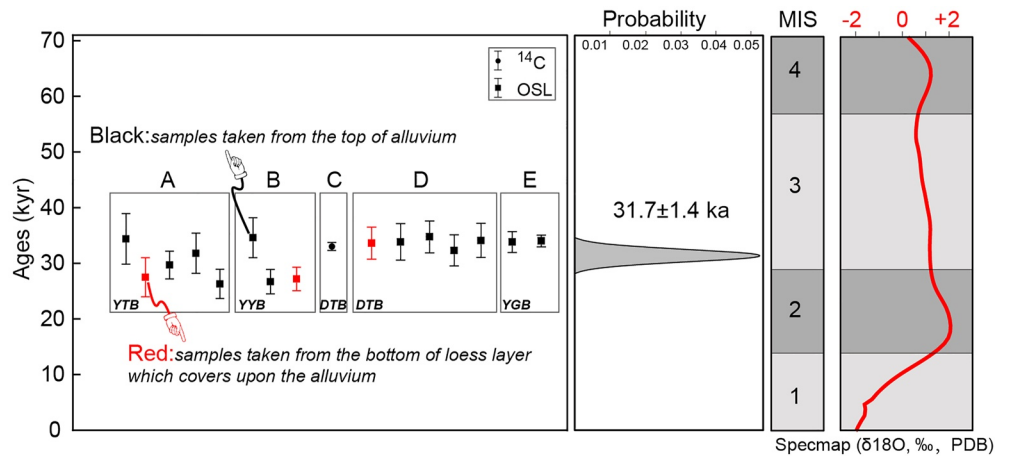 Probability
MIS
-2 0 +2
0.01 0.02 0.03 0.04 0.05
70
60
50
40
30
20
10
0
Ages (kyr)
14C
OSL
Black:samples taken from the top of alluvium
A B C D E
YTB YYB DTB DTB YGB
Red:samples taken from the bottom of loess layer
which covers upon the alluvium
31.7±1.4 ka
4
3
2
1
Specmap (δ18O, ‰, PDB)